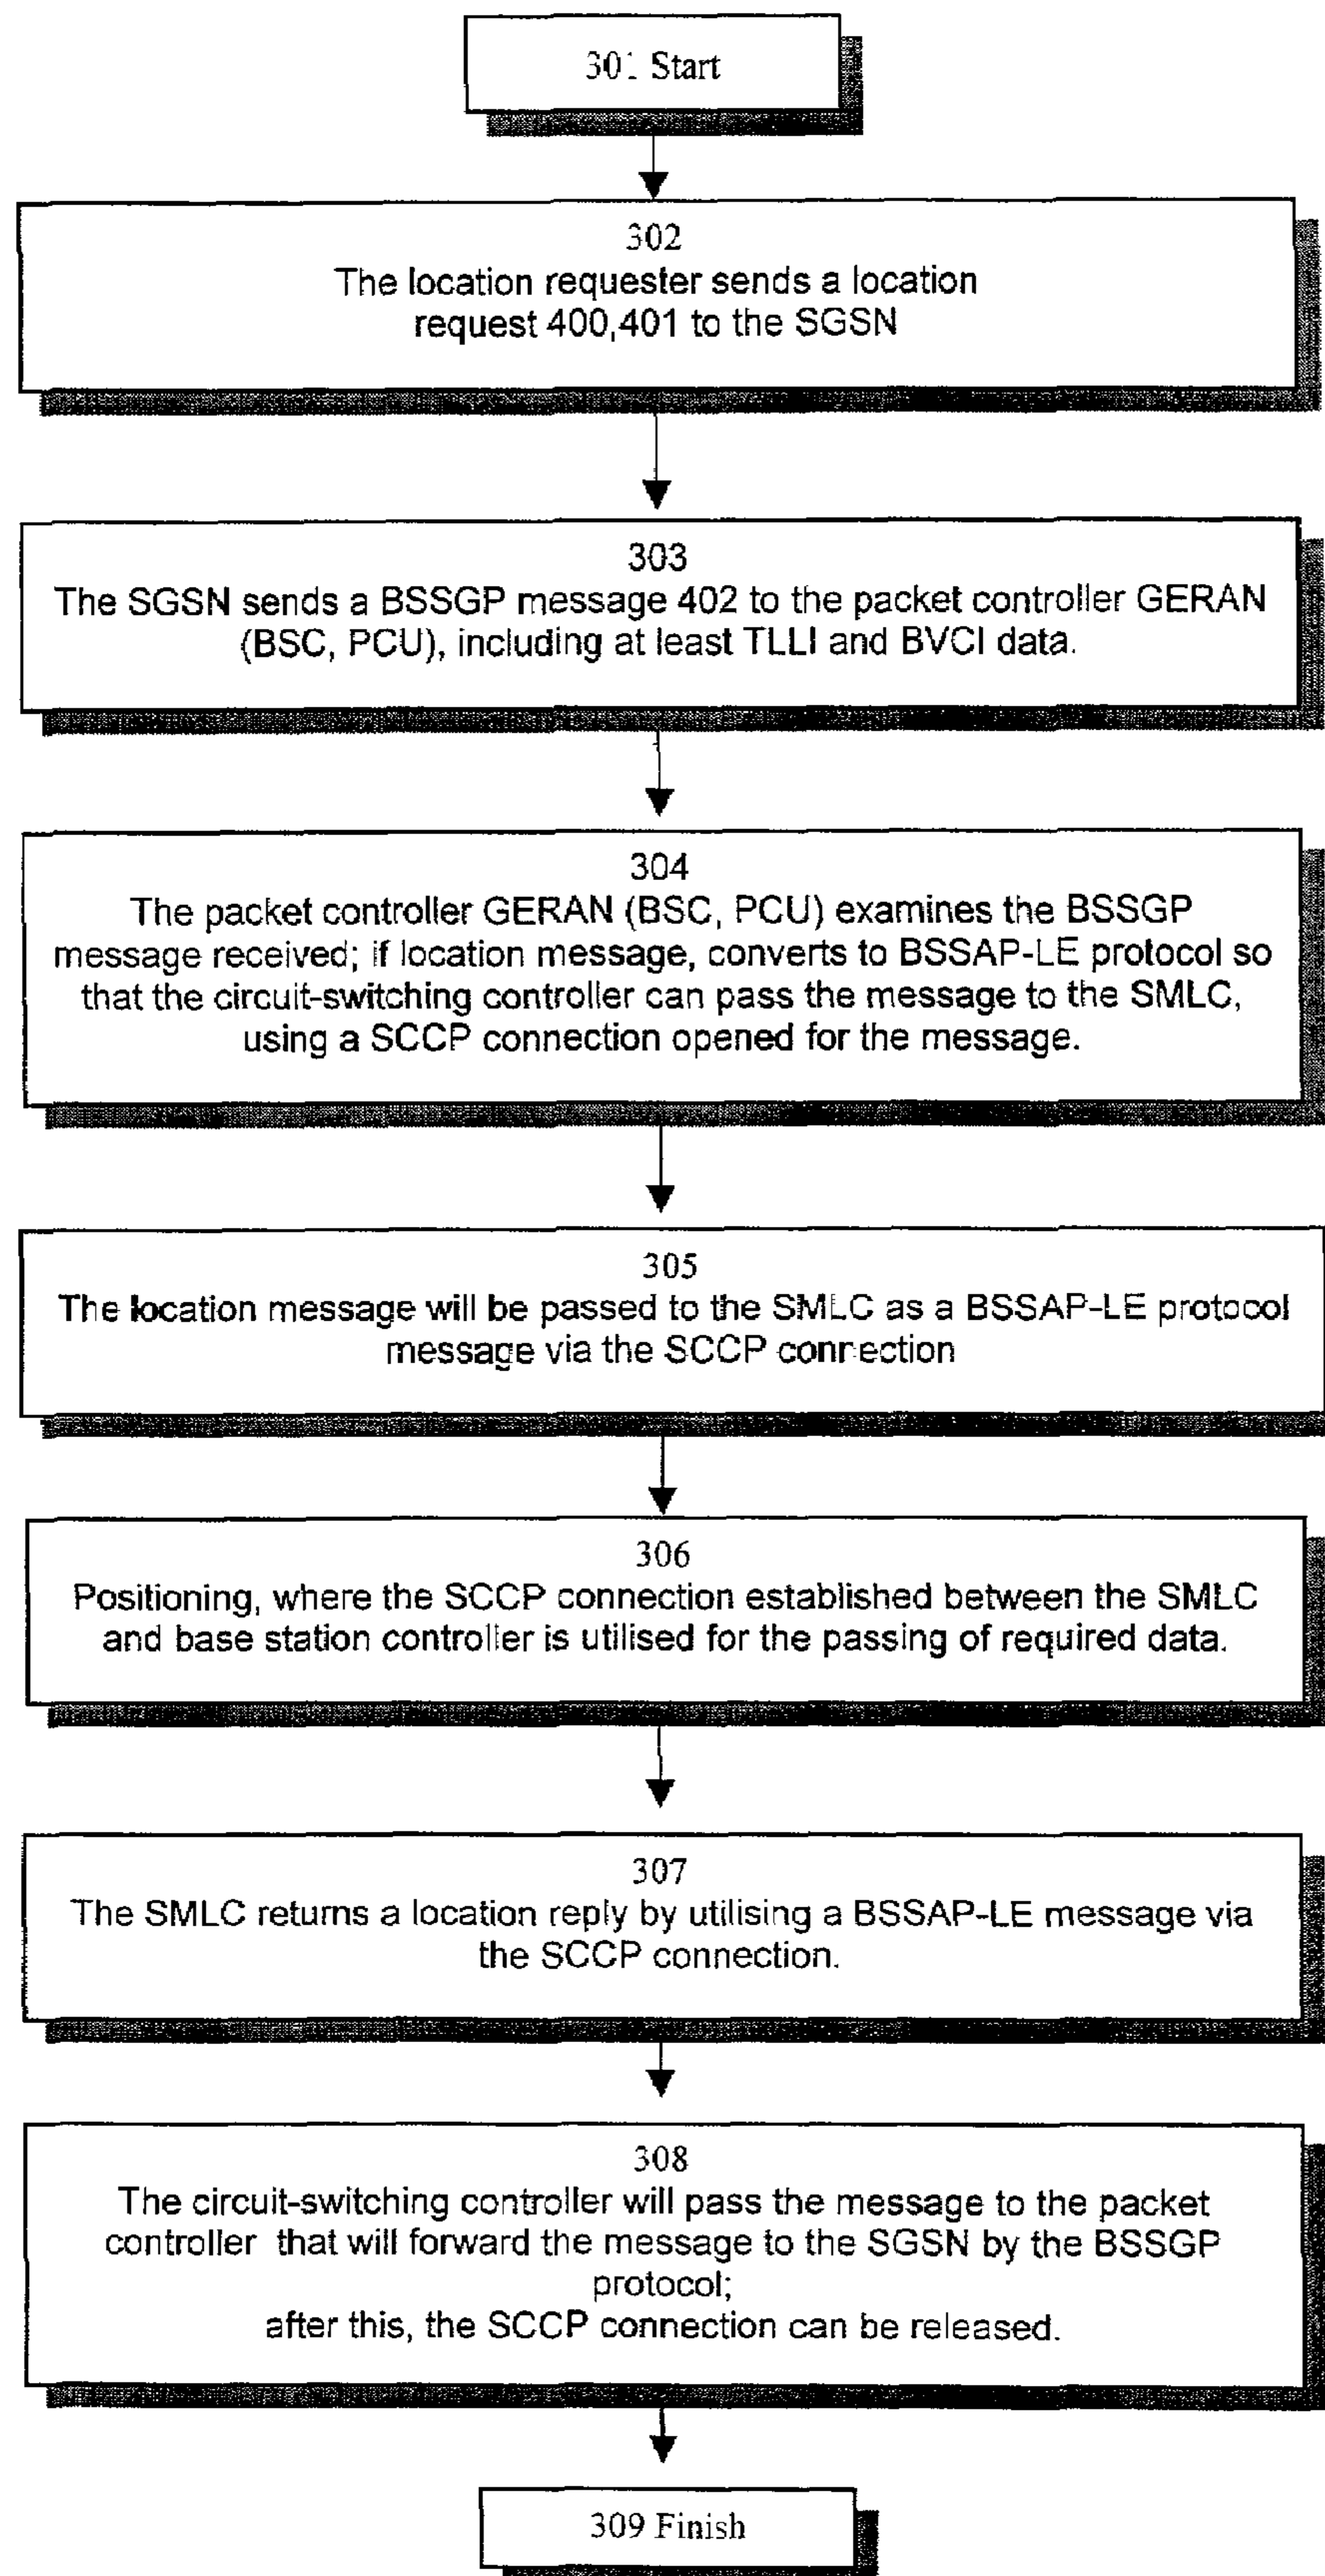 301 Start
302
The location requester sends a location
request 400,401 to the SGSN
303
The SGSN sends a BSSGP message 402 to the packet controller GERAN
(BSC, PCU), including at least TLLI and BVCI data.
304
The packet controller GERAN (BSC, PCU) examines the BSSGP
message received; if location message, converts to BSSAP-LE protocol so
that the circuit-switching controller can pass the message to the SMLC,
using a SCCP connection opened for the message.
305
The location message will be passed to the SMLC as a BSSAP-LE protocol
message via the SCCP connection
306
Positioning, where the SCCP connection established between the SMLC
and base station controller is utilised for the passing of required data.
307
The SMLC returns a location reply by utilising a BSSAP-LE message via
the SCCP connection.
308
The circuit-switching controller will pass the message to the packet
controller that will forward the message to the SGSN by the BSSGP
protocol;
after this, the SCCP connection can be released.
309 Finish